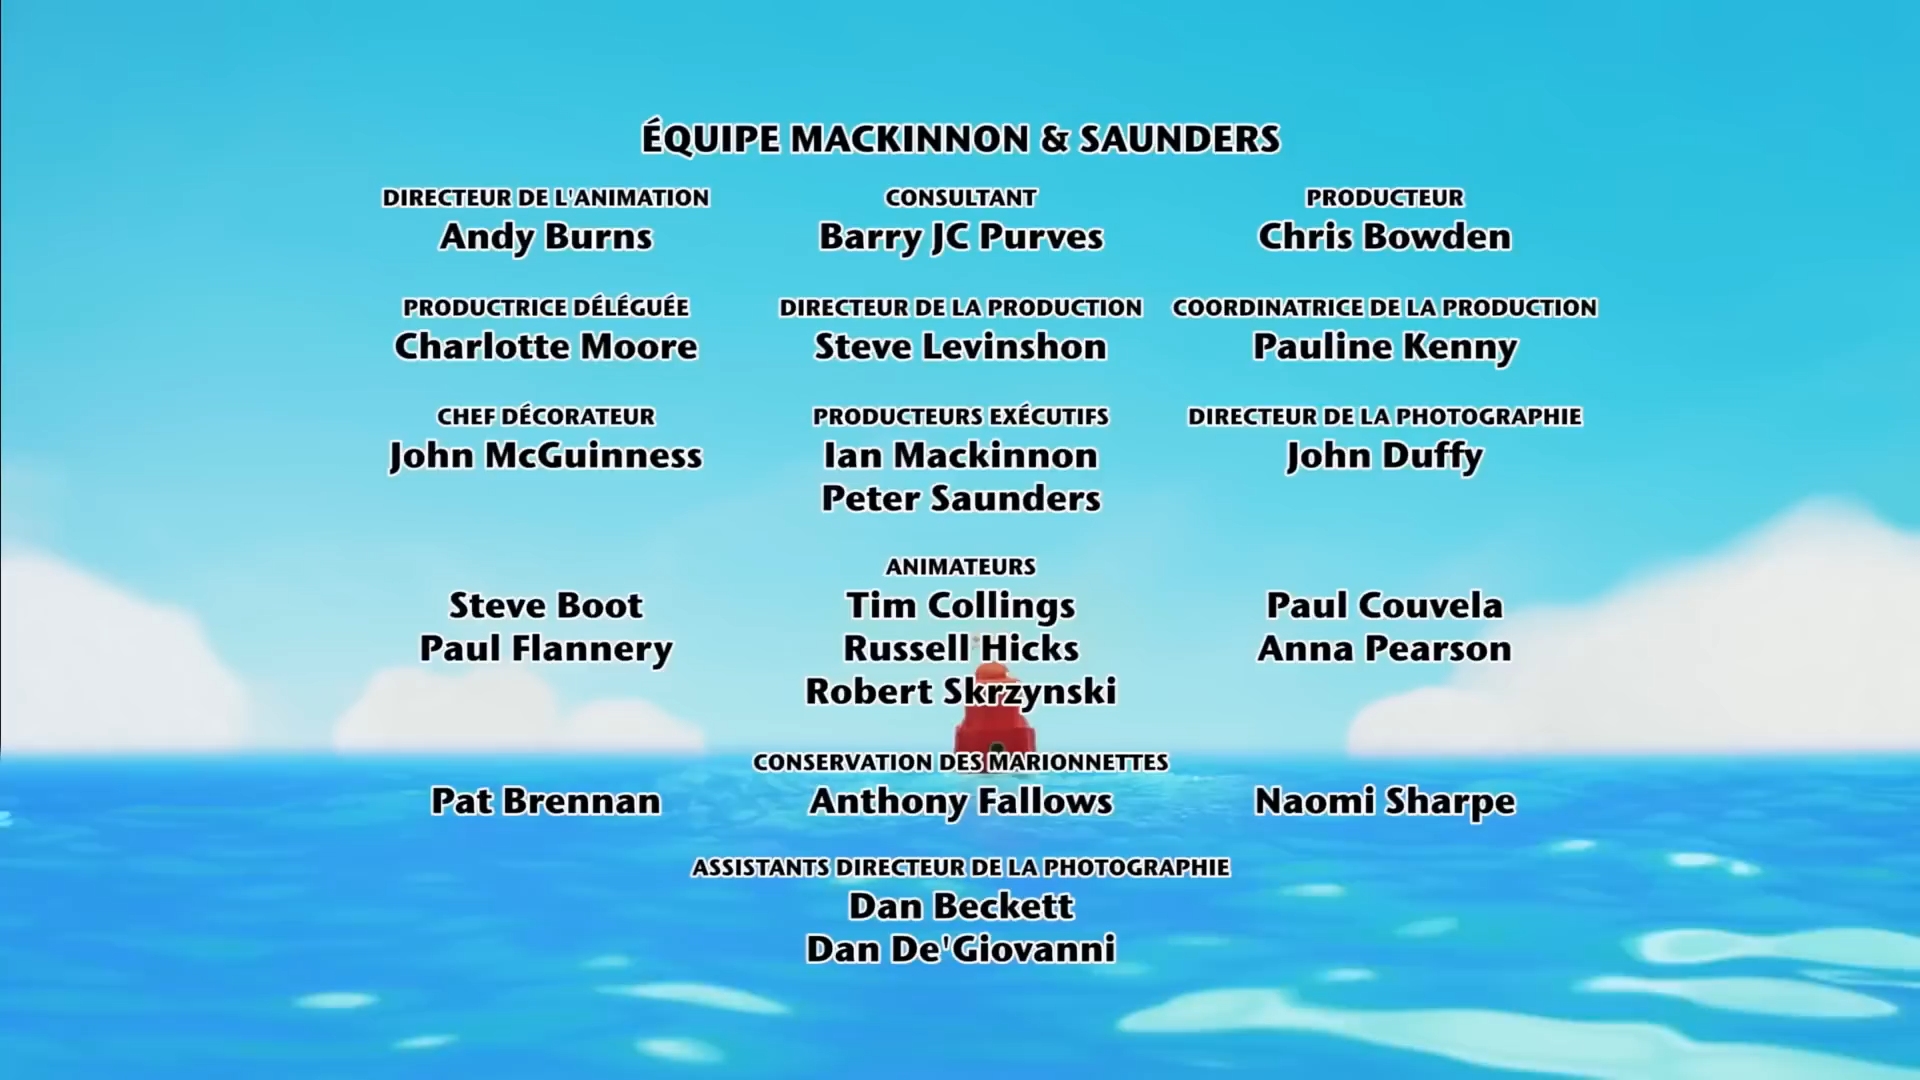 ÉQUIPE MACKINNON & SAUNDERS
DIRECTEUR DE L'ANIMATION
Andy Burns
CONSULTANT
Barry JC Purves
PRODUCTEUR
Chris Bowden
PRODUCTRICE DÉLÉGUÉE
Charlotte Moore
DIRECTEUR DE LA PRODUCTION
Steve Levinshon
COORDINATRICE DE LA PRODUCTION
Pauline Kenny
CHEF DÉCORATEUR
John McGuinness
PRODUCTEURS EXÉCUTIFS
Ian Mackinnon
Peter Saunders
DIRECTEUR DE LA PHOTOGRAPHIE
John Duffy
ANIMATEURS
Steve Boot
Tim Collings
Paul Couvela
Paul Flannery
Russell Hicks
Anna Pearson
Robert Skrzynski
CONSERVATION DES MARIONNETTES
Pat Brennan
Anthony Fallows
Naomi Sharpe
ASSISTANTS DIRECTEUR DE LA PHOTOGRAPHIE
Dan Beckett
Dan De'Giovanni